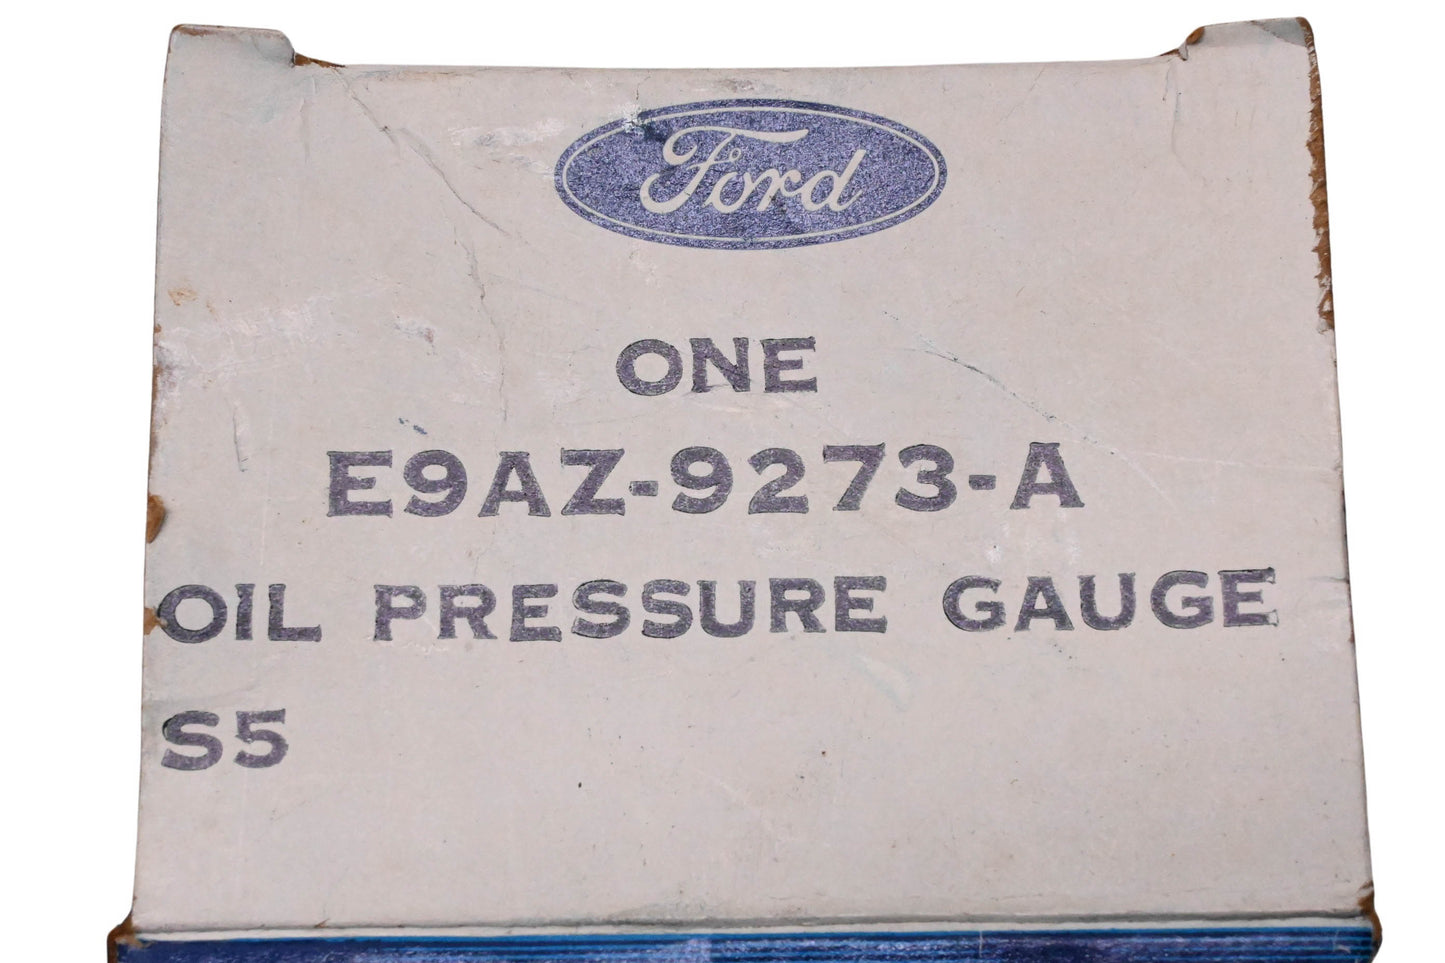 Ford
ONE
E9AZ-9273-A
OIL PRESSURE GAUGE
S5